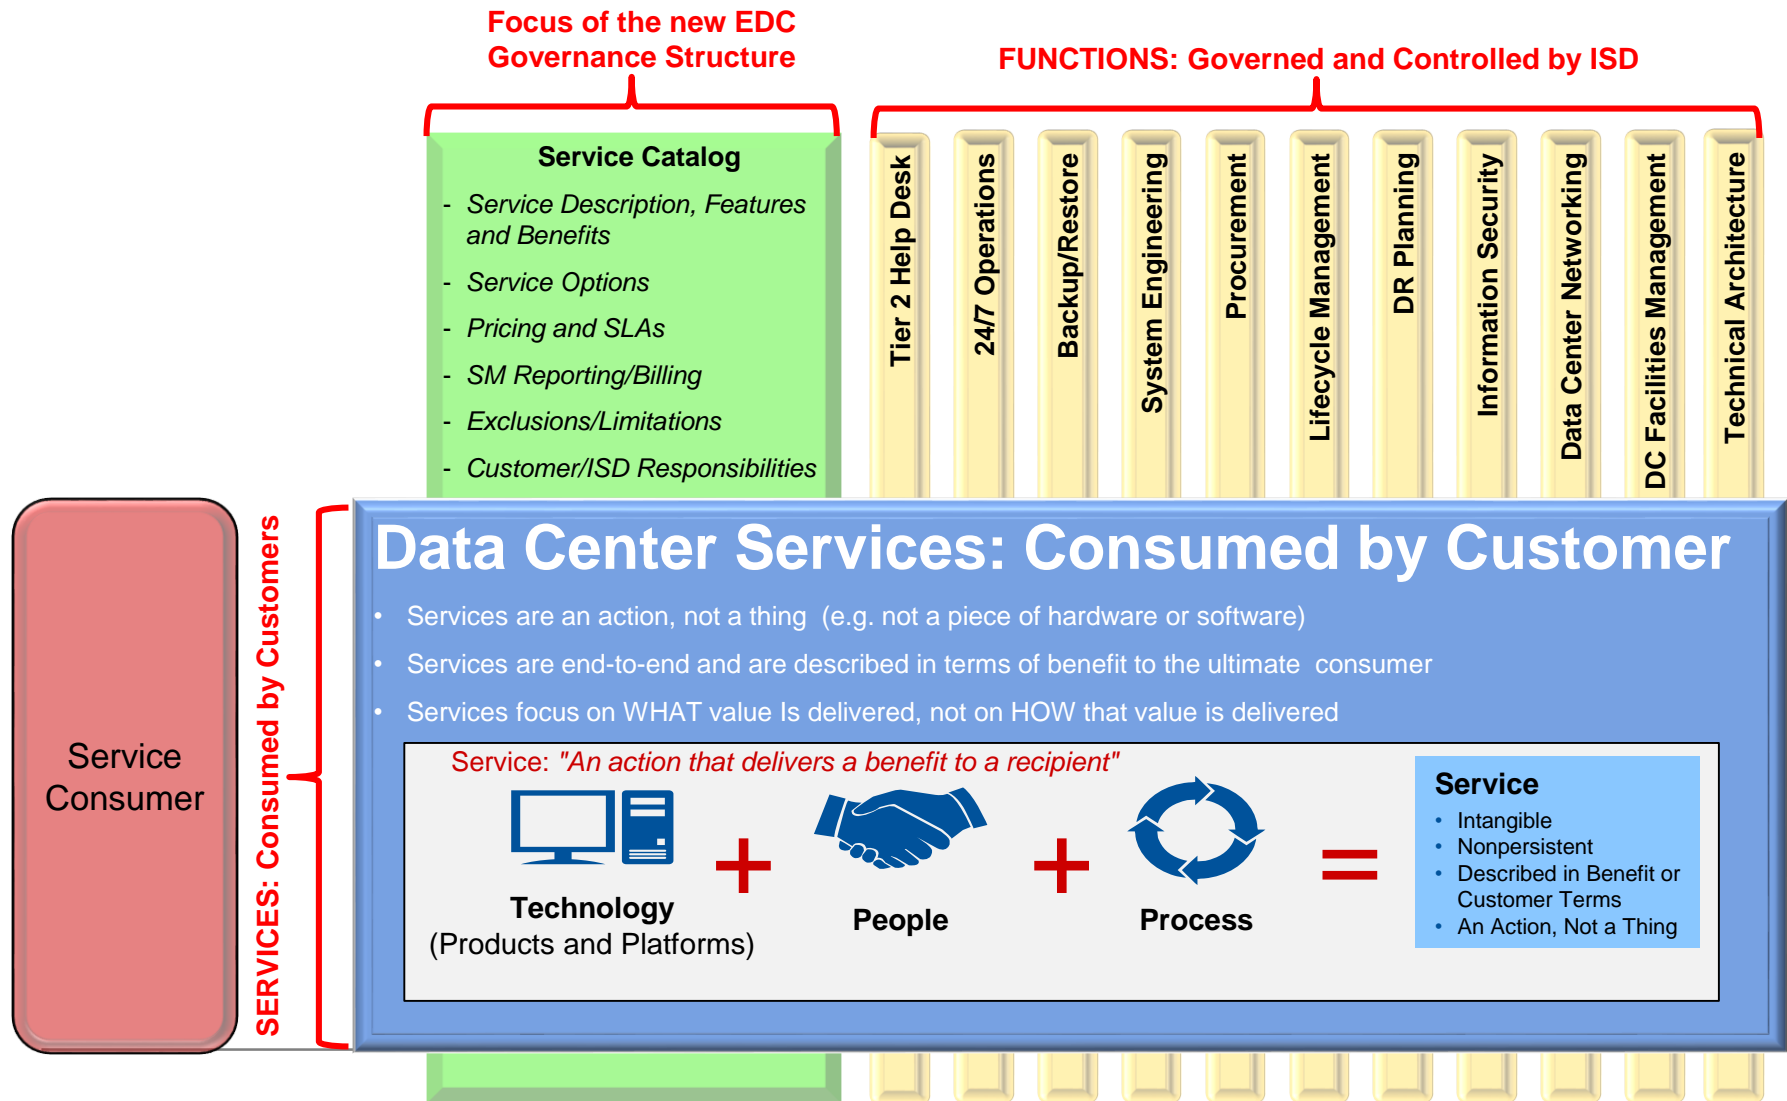 Focus of the new EDC
Governance Structure
FUNCTIONS: Governed and Controlled by ISD
Service Catalog
- Service Description, Features
and Benefits
- Service Options
- Pricing and SLAs
- SM Reporting/Billing
- Exclusions/Limitations
- Customer/ISD Responsibilities
Tier 2 Help Desk
24/7 Operations
Backup/Restore
System Engineering
Procurement
Lifecycle Management
DR Planning
Information Security
Data Center Networking
DC Facilities Management
Technical Architecture
Service
Consumer
SERVICES: Consumed by Customers
Data Center Services: Consumed by Customer
• Services are an action, not a thing (e.g. not a piece of hardware or software)
• Services are end-to-end and are described in terms of benefit to the ultimate consumer
• Services focus on WHAT value Is delivered, not on HOW that value is delivered
Service: "An action that delivers a benefit to a recipient"
Technology
(Products and Platforms)
+
People
+
Process
=
Service
• Intangible
• Nonpersistent
• Described in Benefit or
Customer Terms
• An Action, Not a Thing